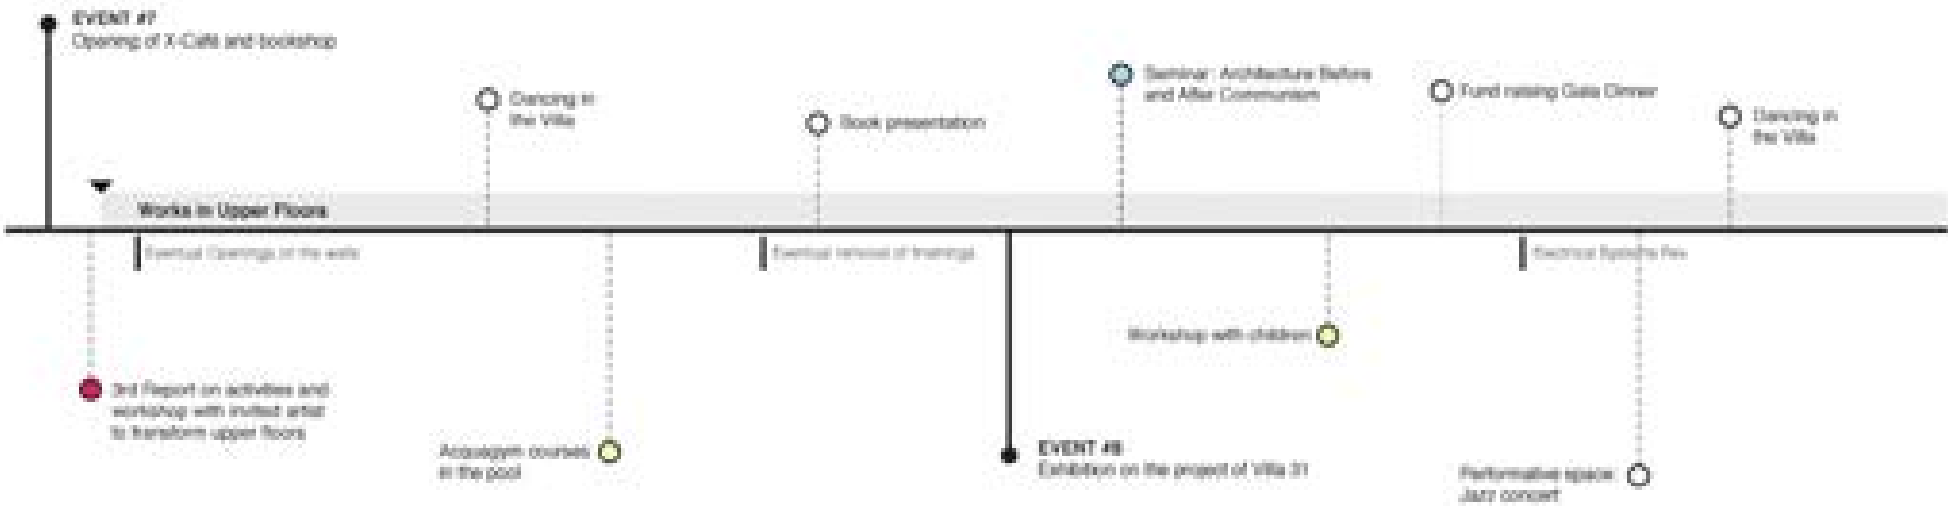 EVENT #7
Opening of X-Café and bookshop
Dancing in
the Villa
Book presentation
Seminar: Architecture Before
and After Communism
Fund raising Gala Dinner
Dancing in
the Villa
Works in Upper Floors
Eventual Openings of the walls
Eventual removal of finishings
Electrical Systems
3rd Report on activities and
workshop with invited artist
to transform upper floors
Acquagym courses
in the pool
EVENT #8
Exhibition on the project of Villa 31
Workshop with children
Performative space:
Jazz concert